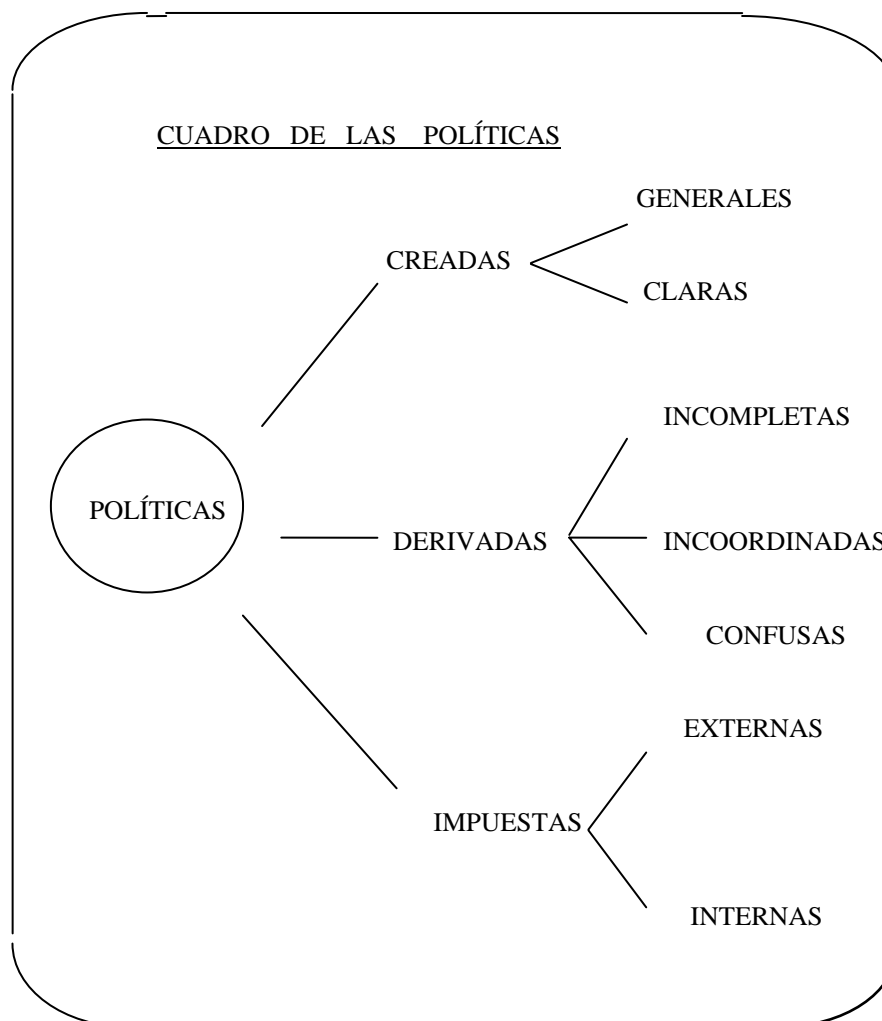 CUADRO DE LAS POLÍTICAS
GENERALES
CREADAS
CLARAS
INCOMPLETAS
POLÍTICAS
DERIVADAS
INCOORDINADAS
CONFUSAS
EXTERNAS
IMPUESTAS
INTERNAS